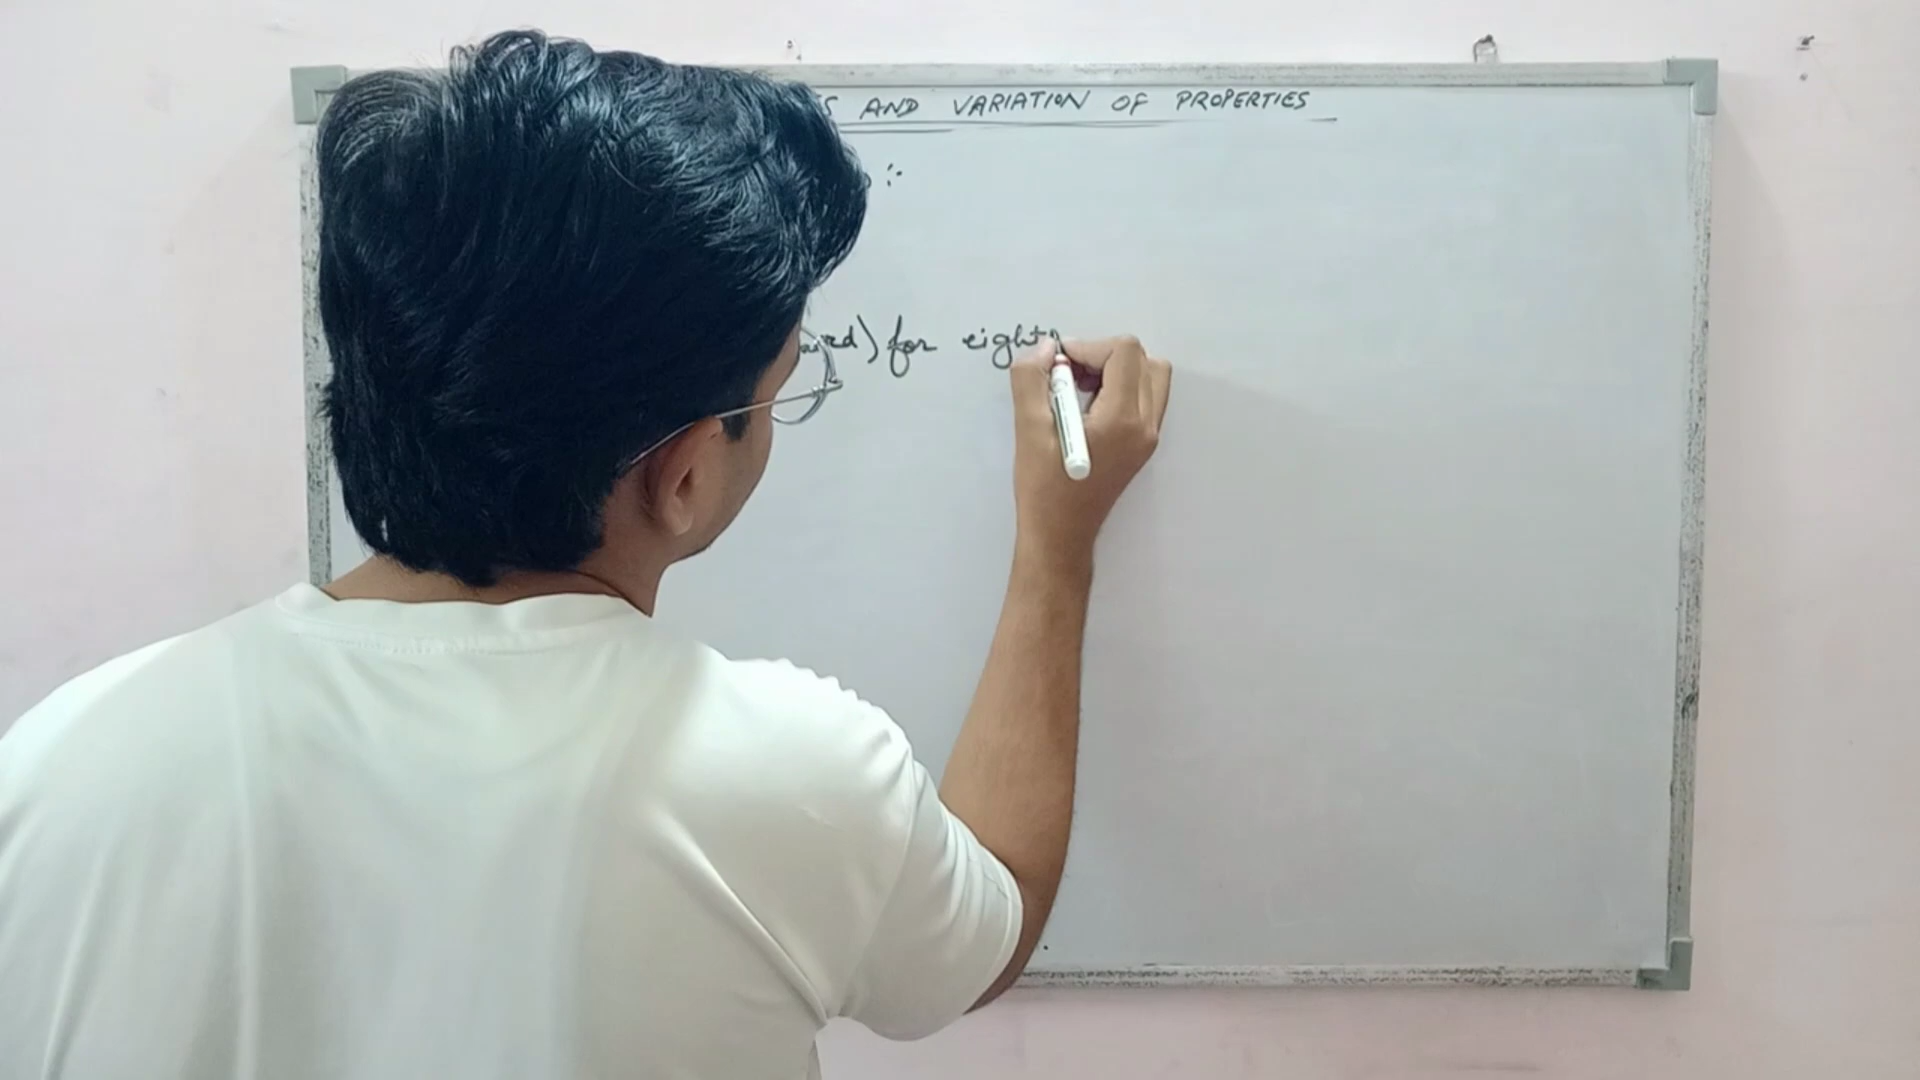 AND VARIATION OF PROPERTIES
:-
) for eight